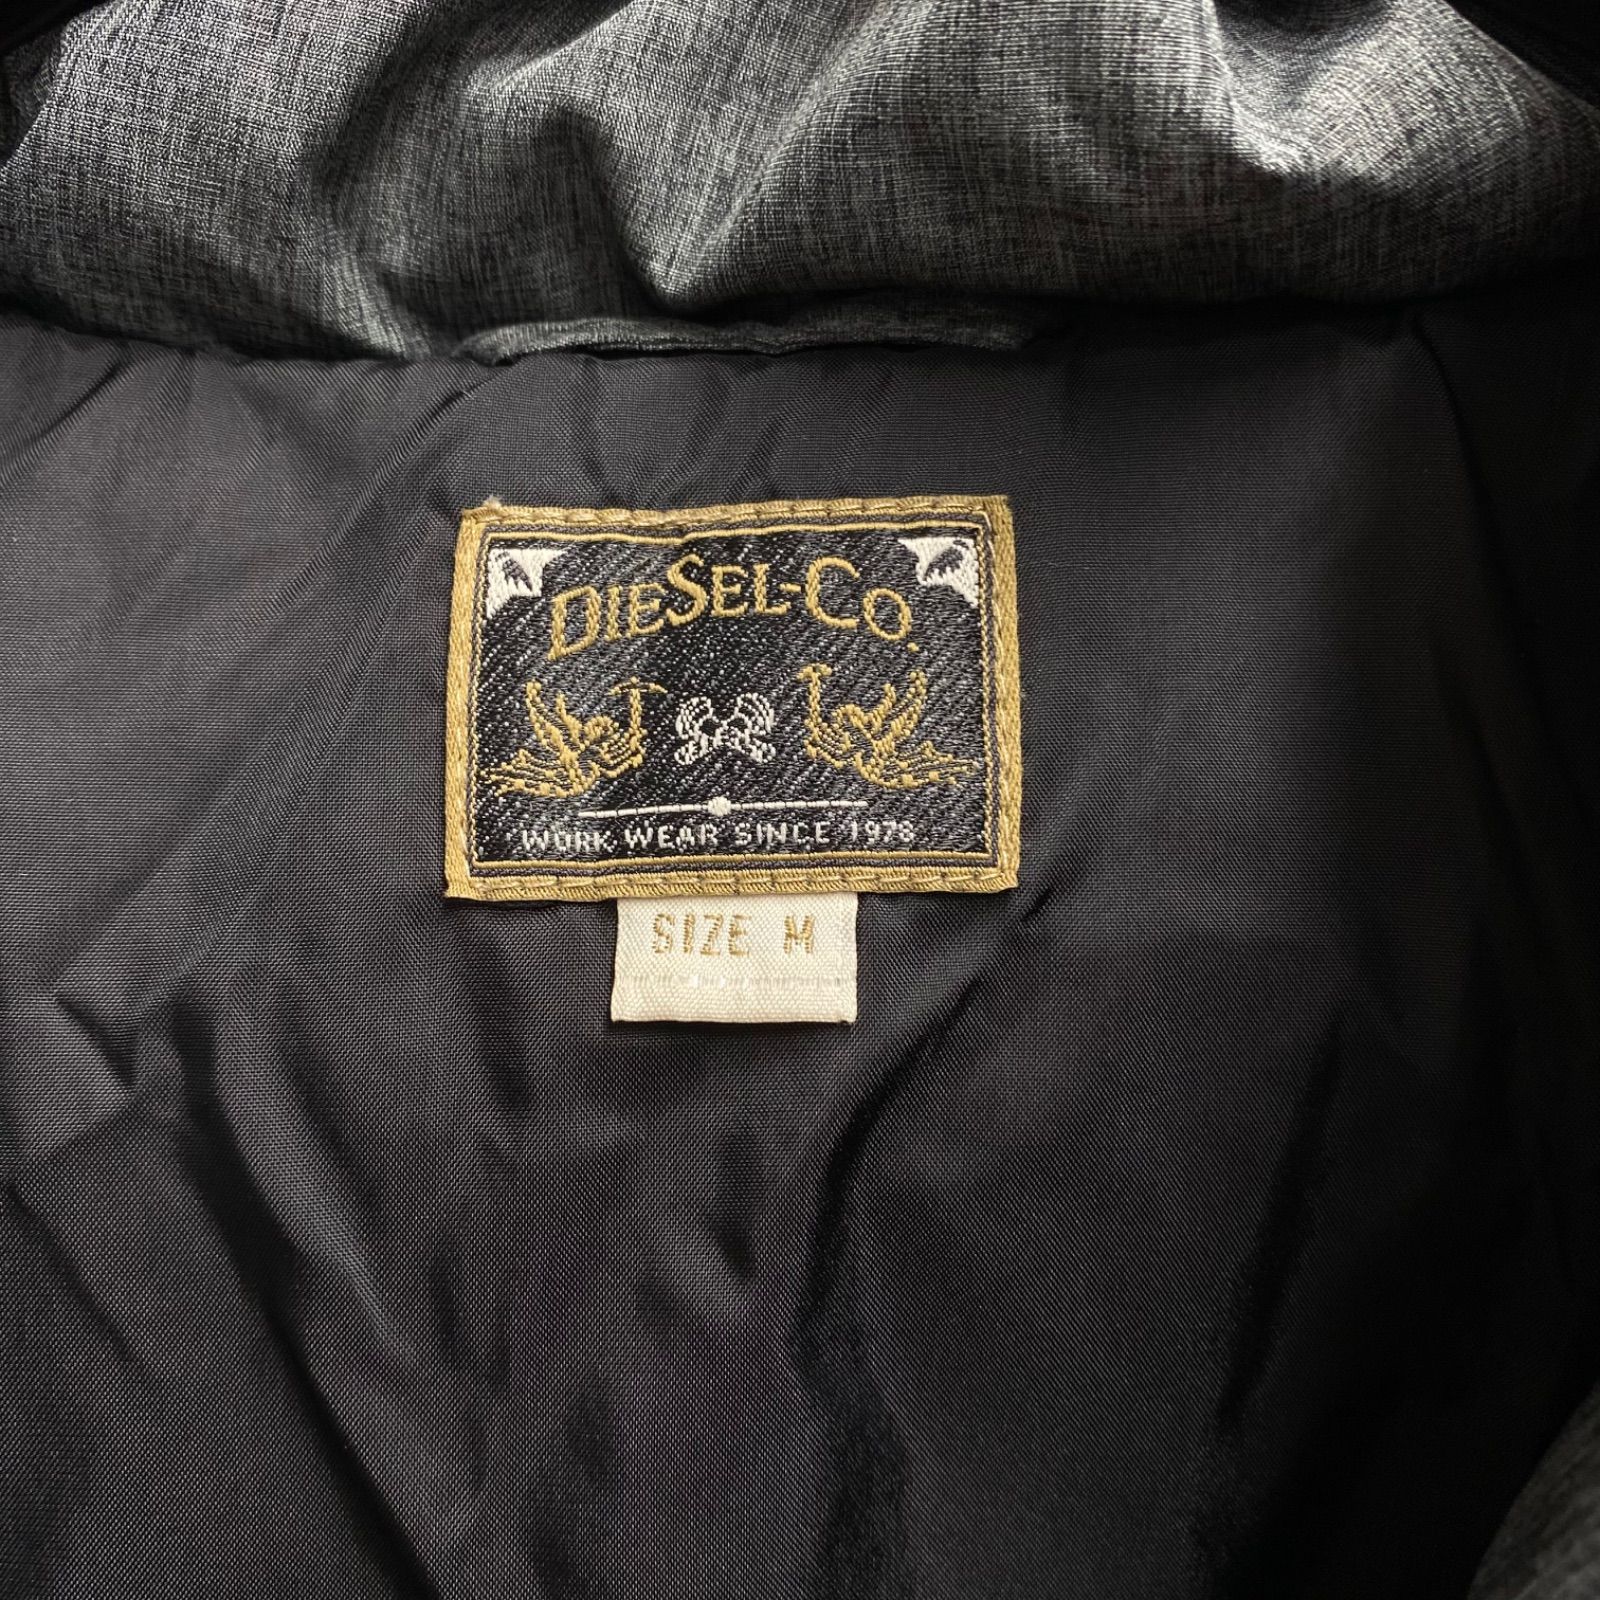 DIESEL-CO.
WORK WEAR SINCE 1978
SIZE M